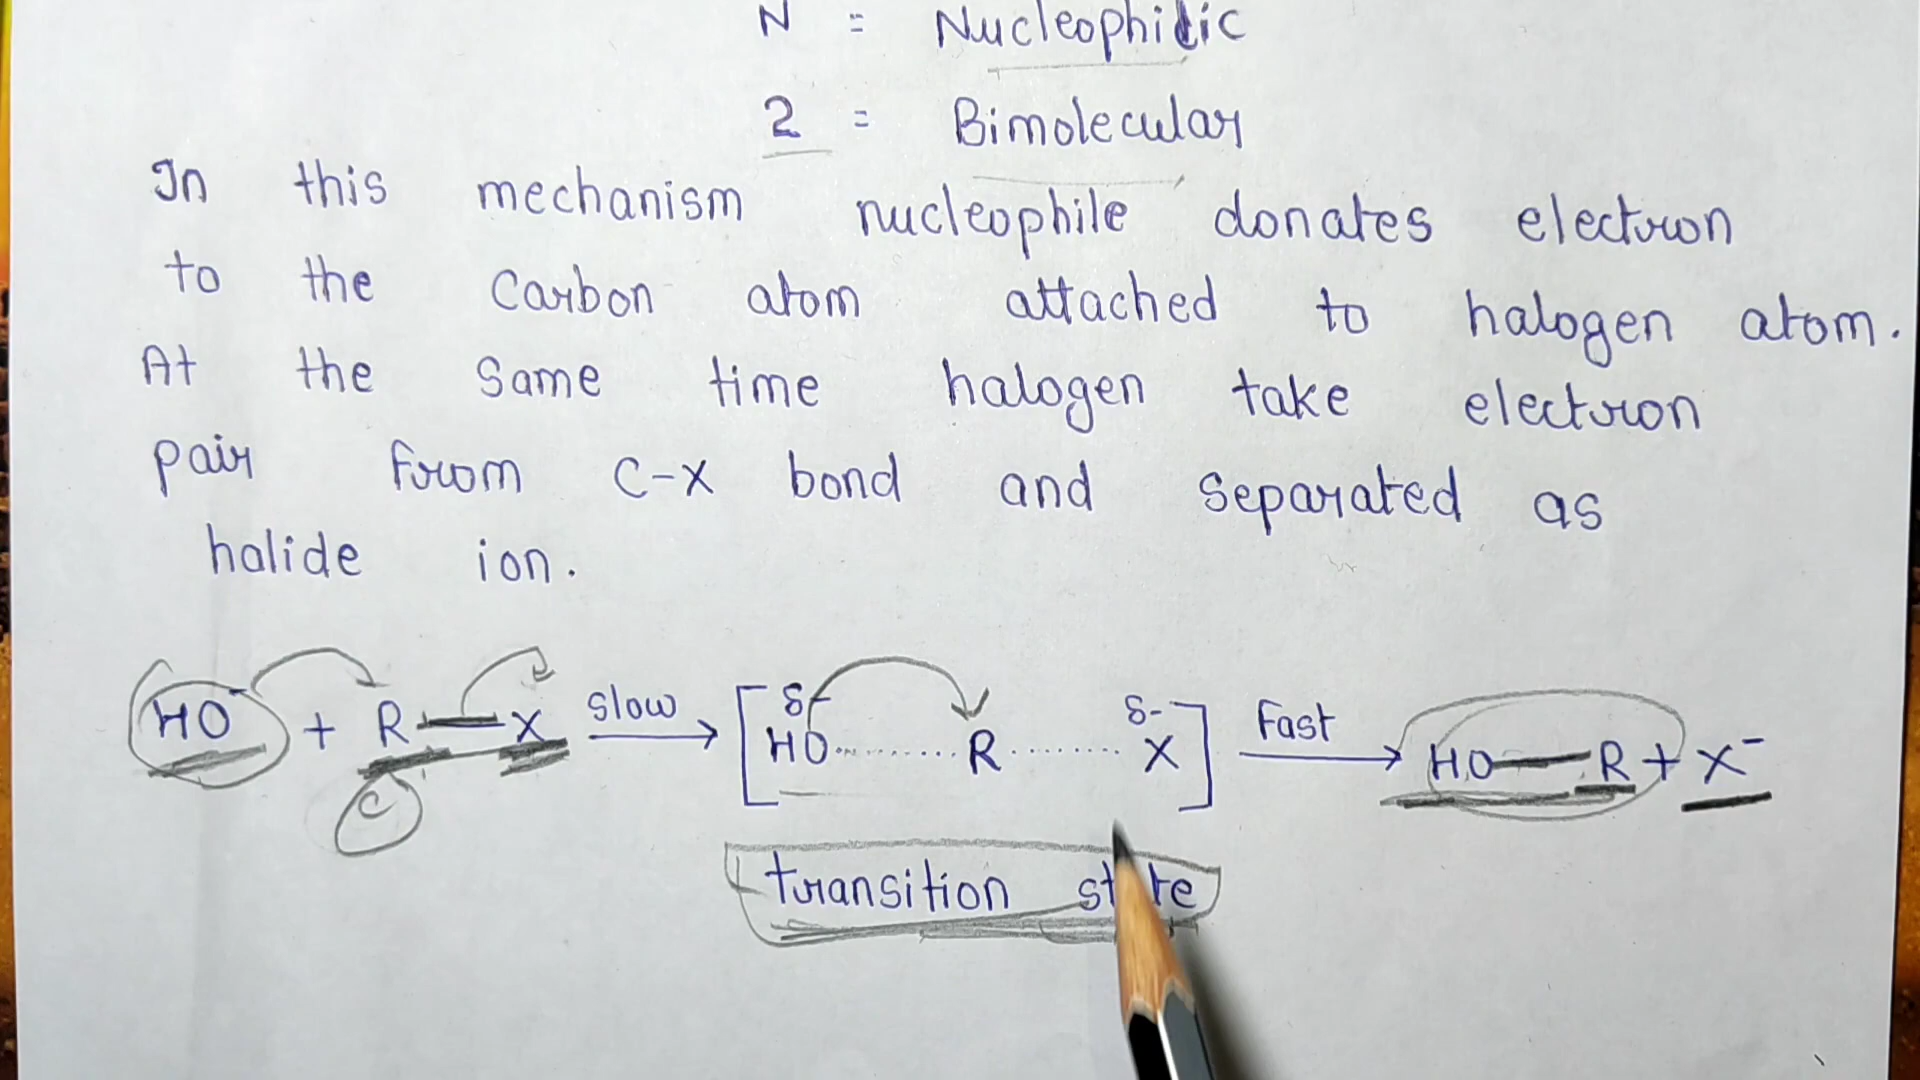 N = Nucleophilic
2 = Bimolecular
In this mechanism nucleophile donates electron
to the Carbon atom attached to halogen atom.
At the same time halogen take electron
pair from C-X bond and separated as
halide ion.
HO⁻ + R—X slow → [δ- HO........R........X δ-] Fast → HO—R + X⁻
C
transition state